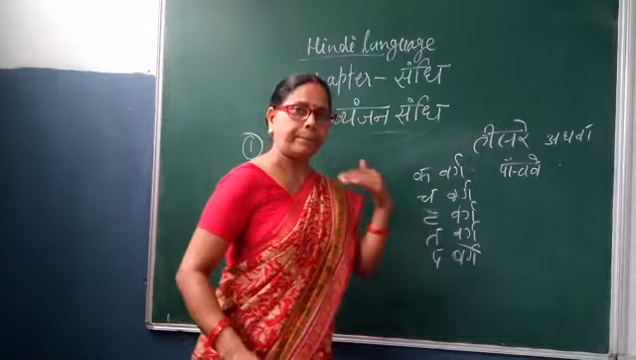 Hindi Language
apter - संधि
व्यंजन संधि
①
तीसरे अथवा
पाँचवें
क वर्ग
च वर्ग
ट वर्ग
त वर्ग
प वर्ग